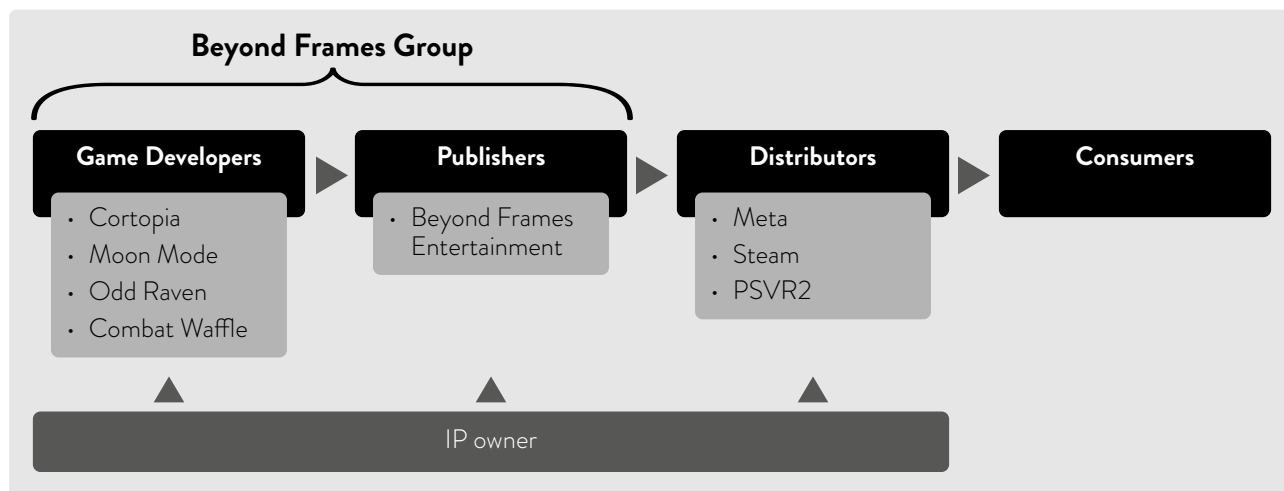 Beyond Frames Group
Game Developers
Publishers
Distributors
Consumers
• Cortopia
• Moon Mode
• Odd Raven
• Combat Waffle
• Beyond Frames
Entertainment
• Meta
• Steam
• PSVR2
IP owner